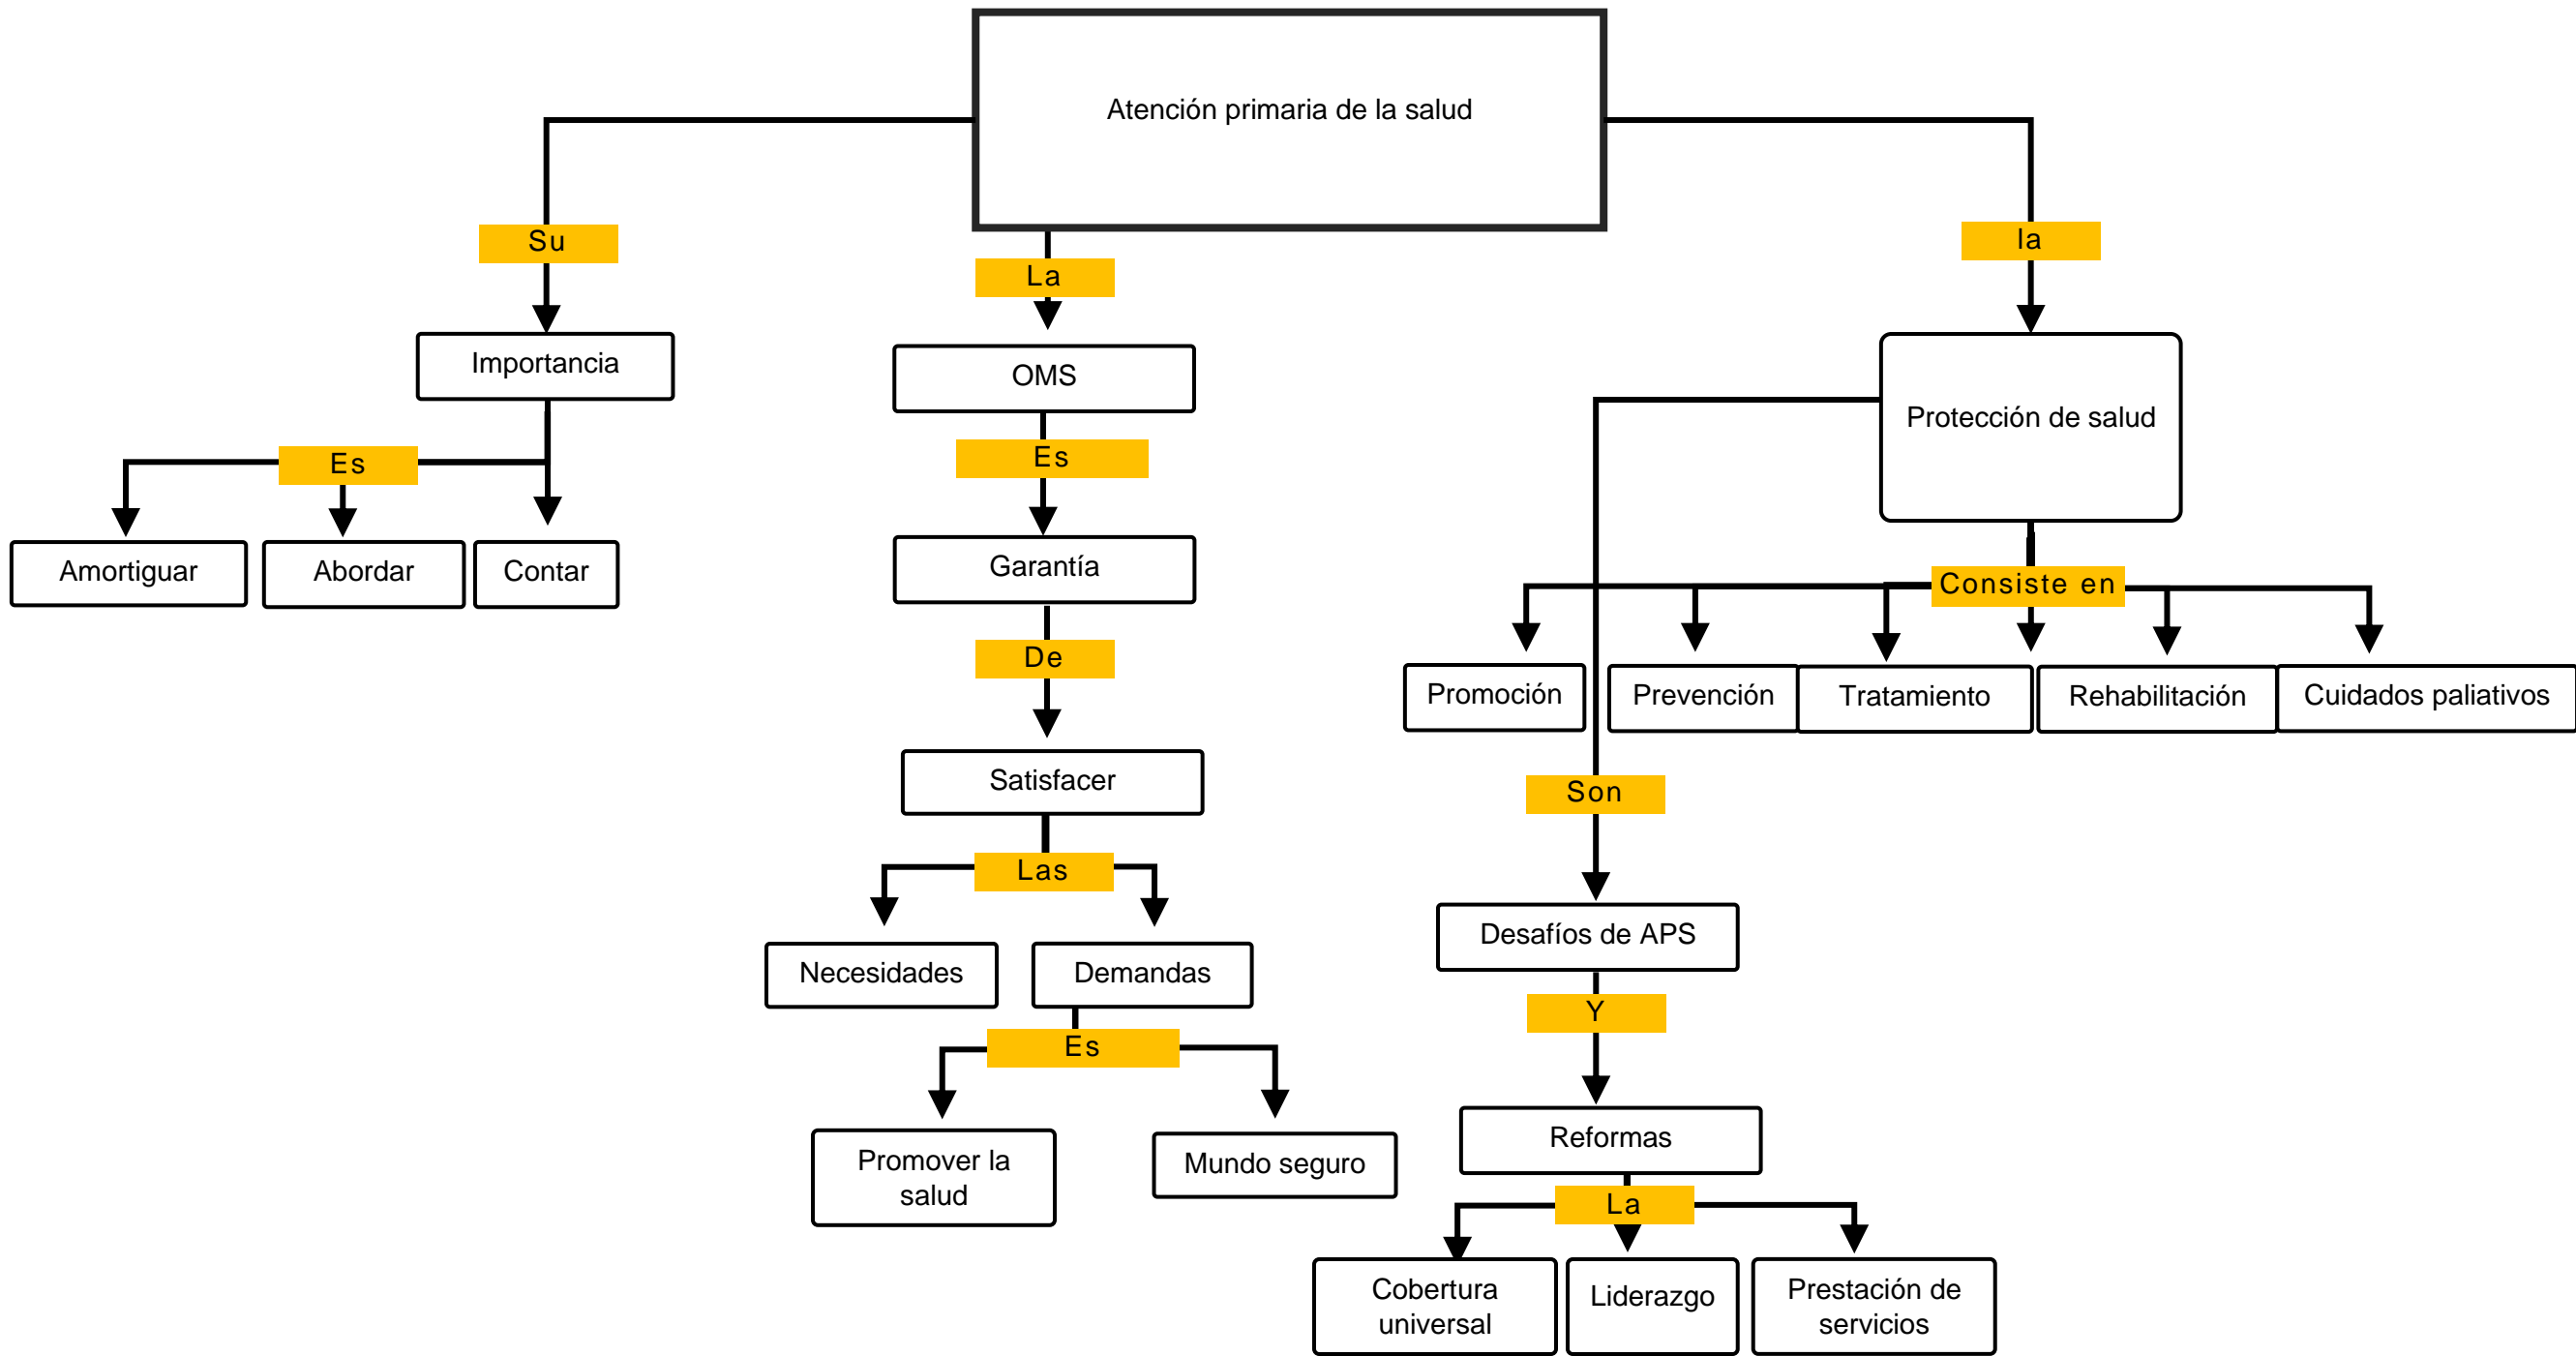 Atención primaria de la salud
Su
La
la
Importancia
OMS
Protección de salud
Es
Es
Amortiguar
Abordar
Contar
Garantía
Consiste en
De
Promoción
Prevención
Tratamiento
Rehabilitación
Cuidados paliativos
Satisfacer
Son
Las
Desafíos de APS
Necesidades
Demandas
Y
Es
Reformas
Promover la
salud
Mundo seguro
La
Cobertura
universal
Liderazgo
Prestación de
servicios